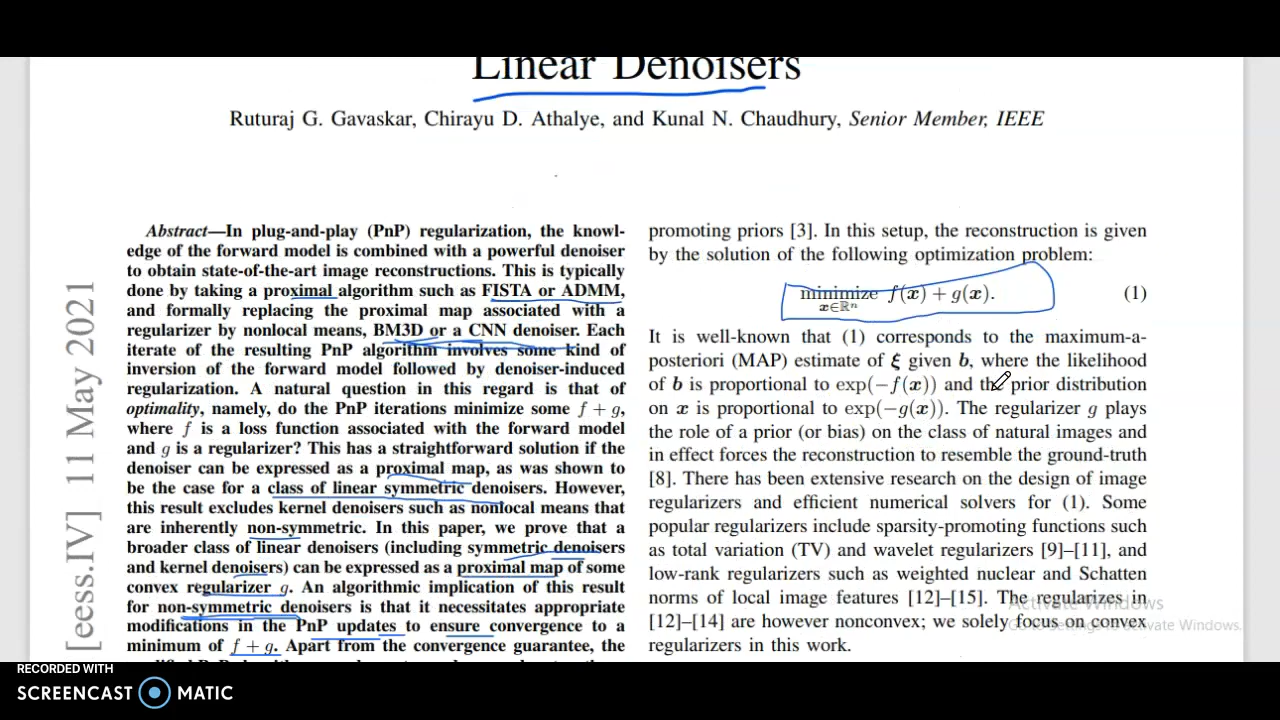 Linear Denoisers
Ruturaj G. Gavaskar, Chirayu D. Athalye, and Kunal N. Chaudhury, Senior Member, IEEE
[eess.IV] 11 May 2021
Abstract—In plug-and-play (PnP) regularization, the knowl-
edge of the forward model is combined with a powerful denoiser
to obtain state-of-the-art image reconstructions. This is typically
done by taking a proximal algorithm such as FISTA or ADMM,
and formally replacing the proximal map associated with a
regularizer by nonlocal means, BM3D or a CNN denoiser. Each
iterate of the resulting PnP algorithm involves some kind of
inversion of the forward model followed by denoiser-induced
regularization. A natural question in this regard is that of
optimality, namely, do the PnP iterations minimize some f + g,
where f is a loss function associated with the forward model
and g is a regularizer? This has a straightforward solution if the
denoiser can be expressed as a proximal map, as was shown to
be the case for a class of linear symmetric denoisers. However,
this result excludes kernel denoisers such as nonlocal means that
are inherently non-symmetric. In this paper, we prove that a
broader class of linear denoisers (including symmetric denoisers
and kernel denoisers) can be expressed as a proximal map of some
convex regularizer g. An algorithmic implication of this result
for non-symmetric denoisers is that it necessitates appropriate
modifications in the PnP updates to ensure convergence to a
minimum of f + g. Apart from the convergence guarantee, the
promoting priors [3]. In this setup, the reconstruction is given
by the solution of the following optimization problem:
minimize f(x) + g(x). (1)
x∈ℝⁿ
It is well-known that (1) corresponds to the maximum-a-
posteriori (MAP) estimate of ξ given b, where the likelihood
of b is proportional to exp(−f(x)) and the prior distribution
on x is proportional to exp(−g(x)). The regularizer g plays
the role of a prior (or bias) on the class of natural images and
in effect forces the reconstruction to resemble the ground-truth
[8]. There has been extensive research on the design of image
regularizers and efficient numerical solvers for (1). Some
popular regularizers include sparsity-promoting functions such
as total variation (TV) and wavelet regularizers [9]–[11], and
low-rank regularizers such as weighted nuclear and Schatten
norms of local image features [12]–[15]. The regularizes in
[12]–[14] are however nonconvex; we solely focus on convex
regularizers in this work.
Activate Windows
Go to Settings to activate Windows.
RECORDED WITH
SCREENCAST MATIC